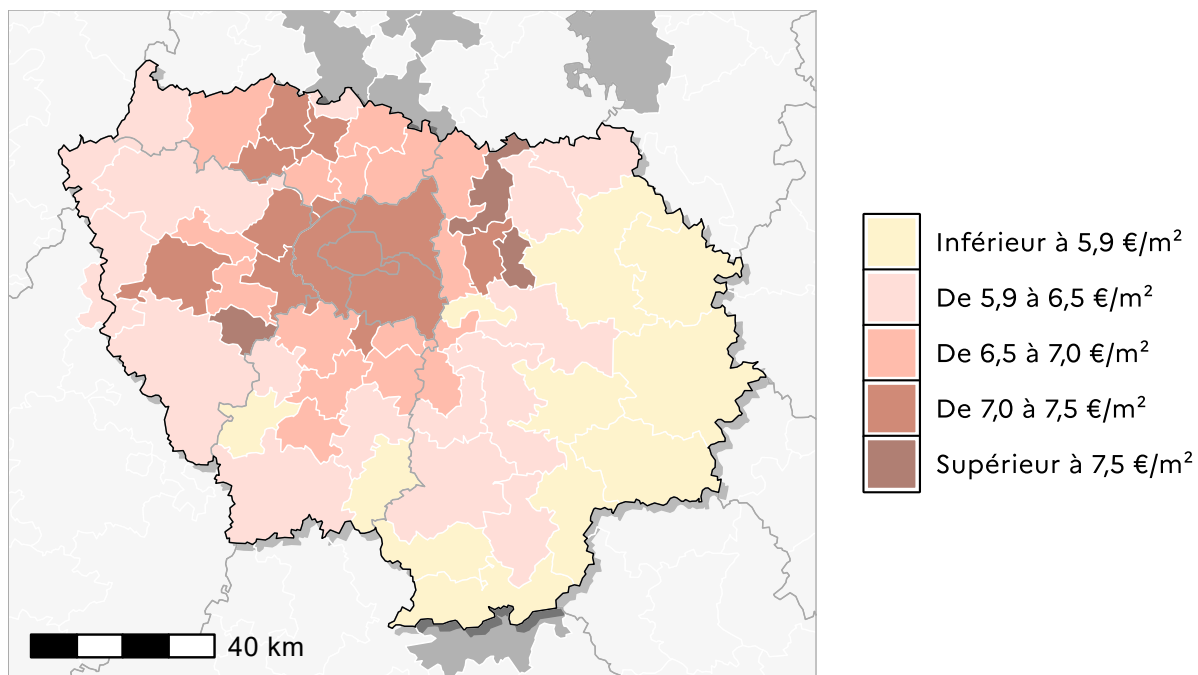 Inférieur à 5,9 €/m²
De 5,9 à 6,5 €/m²
De 6,5 à 7,0 €/m²
De 7,0 à 7,5 €/m²
Supérieur à 7,5 €/m²
40 km